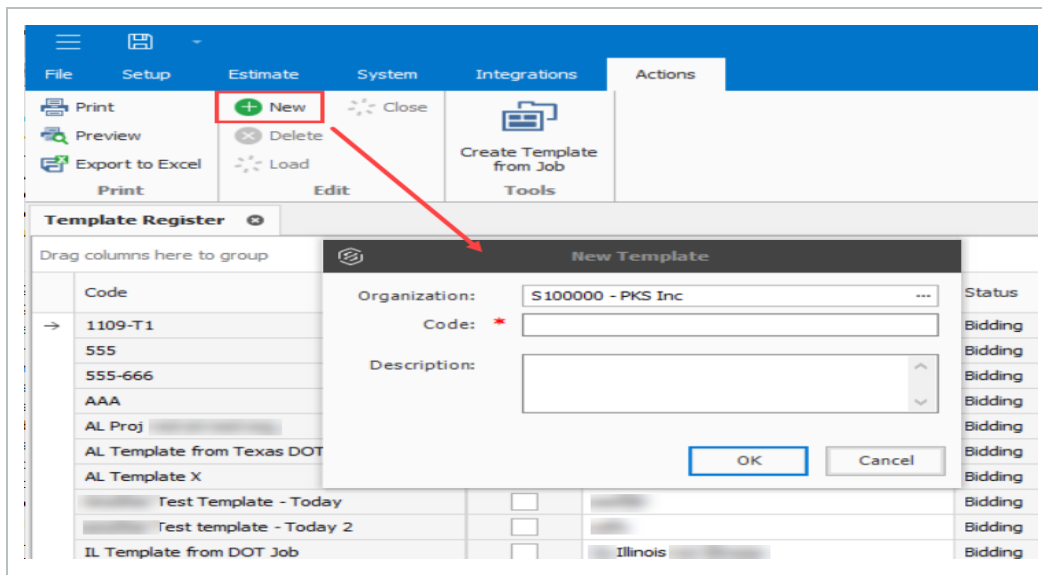 File Setup Estimate System Integrations Actions
Print New Close
Preview Delete
Create Template
Export to Excel Load from Job
Print Edit Tools
Template Register
Drag columns here to group New Template
Code Organization: S100000 - PKS Inc ... Status
1109-T1 Code: * Bidding
555 Bidding
555-666 Description: Bidding
AAA Bidding
AL Proj Bidding
AL Template from Texas DOT Bidding
AL Template X OK Cancel Bidding
Test Template - Today Bidding
Test template - Today 2 Bidding
IL Template from DOT Job Illinois Bidding